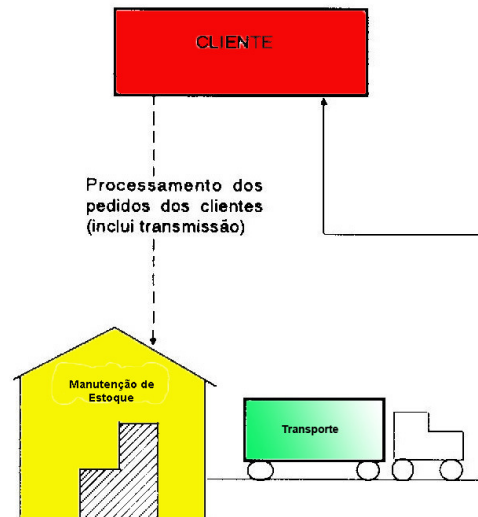 CLIENTE
Processamento dos
pedidos dos clientes
(inclui transmissão)
Manutenção de
Estoque
Transporte